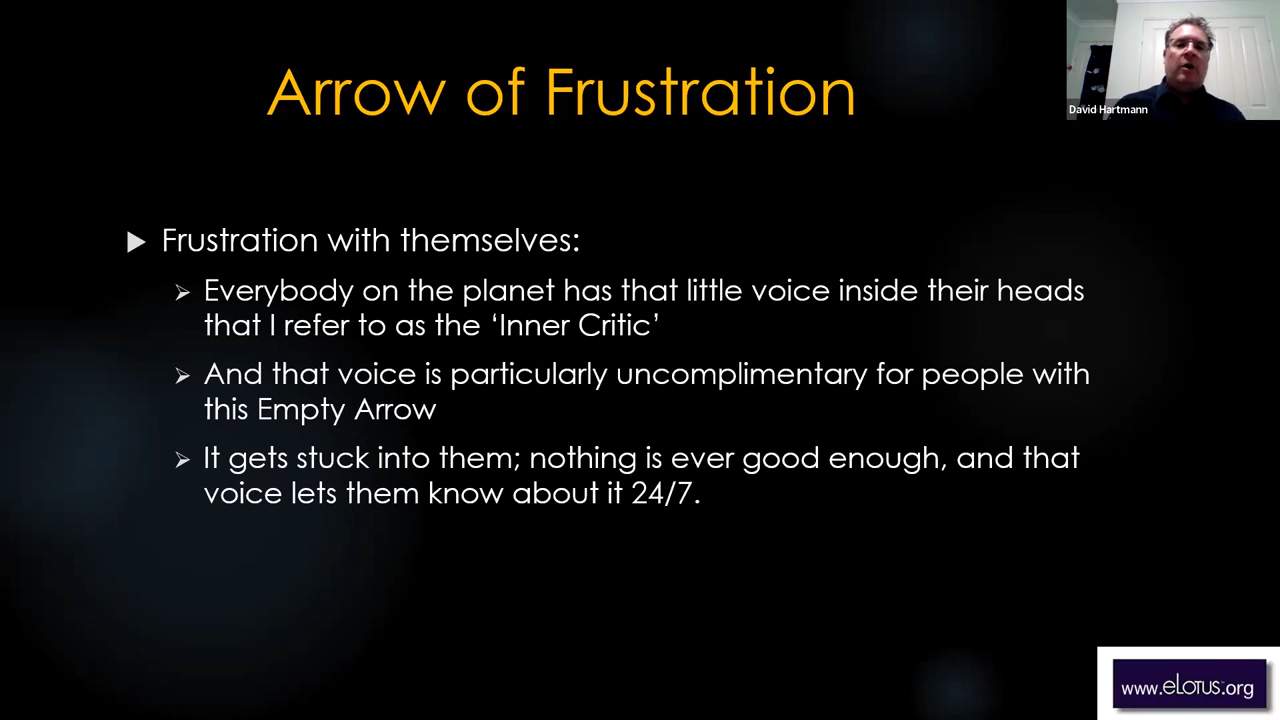 Arrow of Frustration
David Hartmann
Frustration with themselves:
Everybody on the planet has that little voice inside their heads
that I refer to as the ‘Inner Critic’
And that voice is particularly uncomplimentary for people with
this Empty Arrow
It gets stuck into them; nothing is ever good enough, and that
voice lets them know about it 24/7.
www.eLotus.org